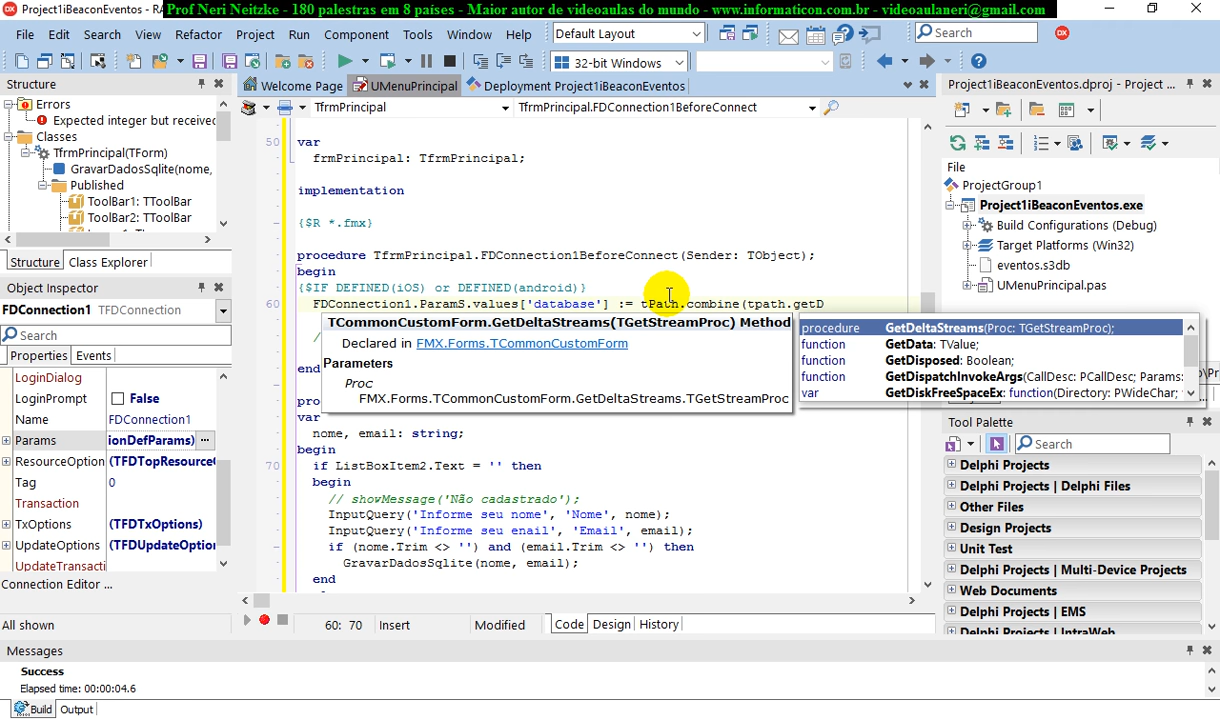 Project1iBeaconEventos - RA
Prof Neri Neitzke - 180 palestras em 8 países - Maior autor de videoaulas do mundo - www.informaticon.com.br - videoaulaneri@gmail.com
File Edit Search View Refactor Project Run Component Tools Window Help
Default Layout
Search
32-bit Windows
Structure
Errors
Expected integer but receive
Classes
TfrmPrincipal(TForm)
GravarDadosSqlite(nome,
Published
ToolBar1: TToolBar
ToolBar2: TToolBar
Structure Class Explorer
Object Inspector
FDConnection1 TFDConnection
Search
Properties Events
LoginDialog
LoginPrompt False
Name FDConnection1
Params ionDefParams) ...
ResourceOption (TFDTopResource
Tag 0
Transaction
TxOptions (TFDTxOptions)
UpdateOptions (TFDUpdateOptio
UpdateTransacti
Connection Editor ...
All shown
Welcome Page UMenuPrincipal Deployment Project1iBeaconEventos
TfrmPrincipal TfrmPrincipal.FDConnection1BeforeConnect
50 var
frmPrincipal: TfrmPrincipal;
implementation
{$R *.fmx}
procedure TfrmPrincipal.FDConnection1BeforeConnect(Sender: TObject);
begin
{$IF DEFINED(iOS) or DEFINED(android)}
60 FDConnection1.ParamS.values['database'] := tPath.combine(tpath.getD
TCommonCustomForm.GetDeltaStreams(TGetStreamProc) Method
Declared in FMX.Forms.TCommonCustomForm
Parameters
Proc
FMX.Forms.TCommonCustomForm.GetDeltaStreams.TGetStreamProc
procedure GetDeltaStreams(Proc: TGetStreamProc);
function GetData: TValue;
function GetDisposed: Boolean;
function GetDispatchInvokeArgs(CallDesc: PCallDesc; Params:
var GetDiskFreeSpaceEx: function(Directory: PWideChar;
/
end
pro
var
nome, email: string;
begin
70 if ListBoxItem2.Text = '' then
begin
// showMessage('Não cadastrado');
InputQuery('Informe seu nome', 'Nome', nome);
InputQuery('Informe seu enail', 'Email', email);
if (nome.Trim <> '') and (email.Trim <> '') then
GravarDadosSqlite(nome, email);
end
60: 70 Insert Modified Code Design History
Project1iBeaconEventos.dproj - Project ...
File
ProjectGroup1
Project1iBeaconEventos.exe
Build Configurations (Debug)
Target Platforms (Win32)
eventos.s3db
UMenuPrincipal.pas
\Pr
Tool Palette
Search
Delphi Projects
Delphi Projects | Delphi Files
Other Files
Design Projects
Unit Test
Delphi Projects | Multi-Device Projects
Web Documents
Delphi Projects | EMS
Delphi Projects | IntraWeb
Messages
Success
Elapsed time: 00:00:04.6
Build Output